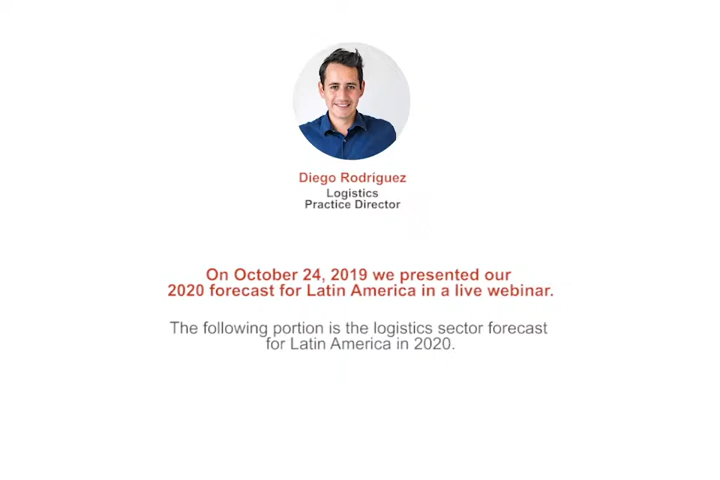 Diego Rodríguez
Logistics
Practice Director
On October 24, 2019 we presented our
2020 forecast for Latin America in a live webinar.
The following portion is the logistics sector forecast
for Latin America in 2020.